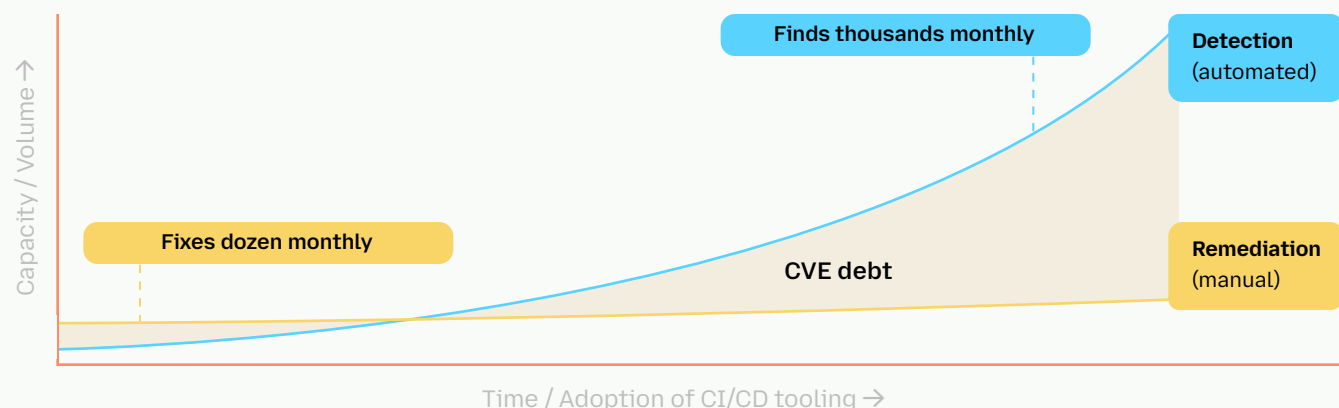 Finds thousands monthly
Detection
(automated)
Capacity / Volume →
Fixes dozen monthly
CVE debt
Remediation
(manual)
Time / Adoption of CI/CD tooling →